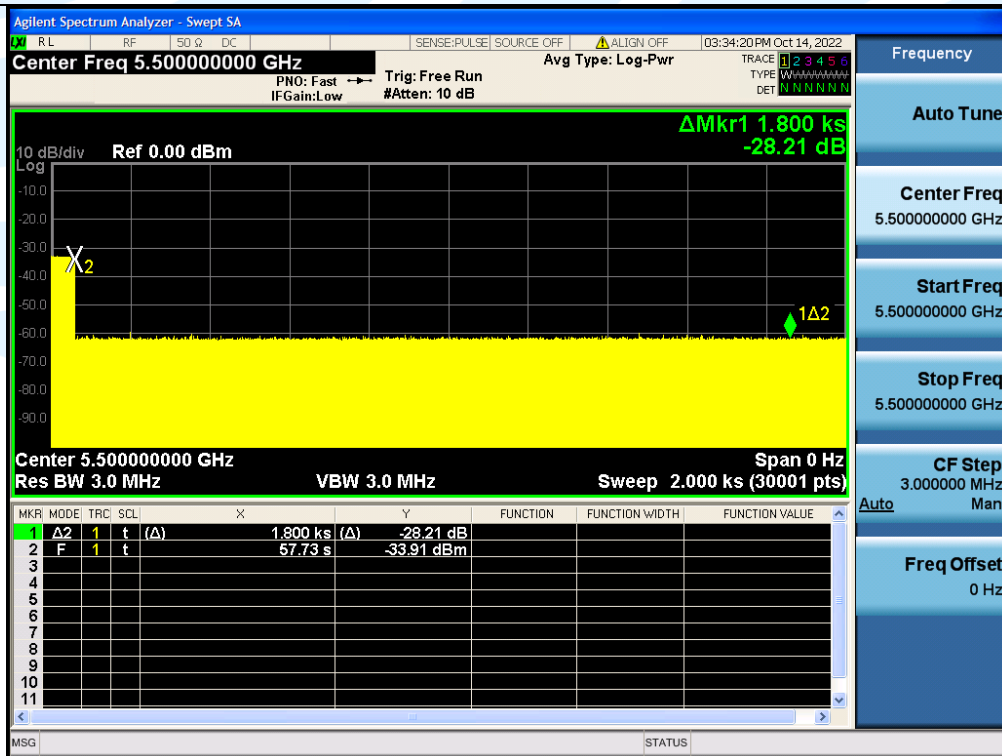 Agilent Spectrum Analyzer - Swept SA
LXI RL RF 50 Ω DC SENSE:PULSE SOURCE OFF ALIGN OFF 03:34:20 PM Oct 14, 2022
Center Freq 5.500000000 GHz
PNO: Fast
IFGain:Low
Trig: Free Run
#Atten: 10 dB
Avg Type: Log-Pwr
TRACE 1 2 3 4 5 6
TYPE W
DET N N N N N N
ΔMkr1 1.800 ks
-28.21 dB
10 dB/div Ref 0.00 dBm
Log
-10.0
-20.0
-30.0
-40.0
-50.0
-60.0
-70.0
-80.0
-90.0
2
1Δ2
Center 5.500000000 GHz Span 0 Hz
Res BW 3.0 MHz VBW 3.0 MHz Sweep 2.000 ks (30001 pts)
MKR MODE TRC SCL X Y FUNCTION FUNCTION WIDTH FUNCTION VALUE
1 Δ2 1 t (Δ) 1.800 ks (Δ) -28.21 dB
2 F 1 t 57.73 s -33.91 dBm
3
4
5
6
7
8
9
10
11
MSG STATUS
Frequency
Auto Tune
Center Freq
5.500000000 GHz
Start Freq
5.500000000 GHz
Stop Freq
5.500000000 GHz
CF Step
3.000000 MHz
Auto Man
Freq Offset
0 Hz